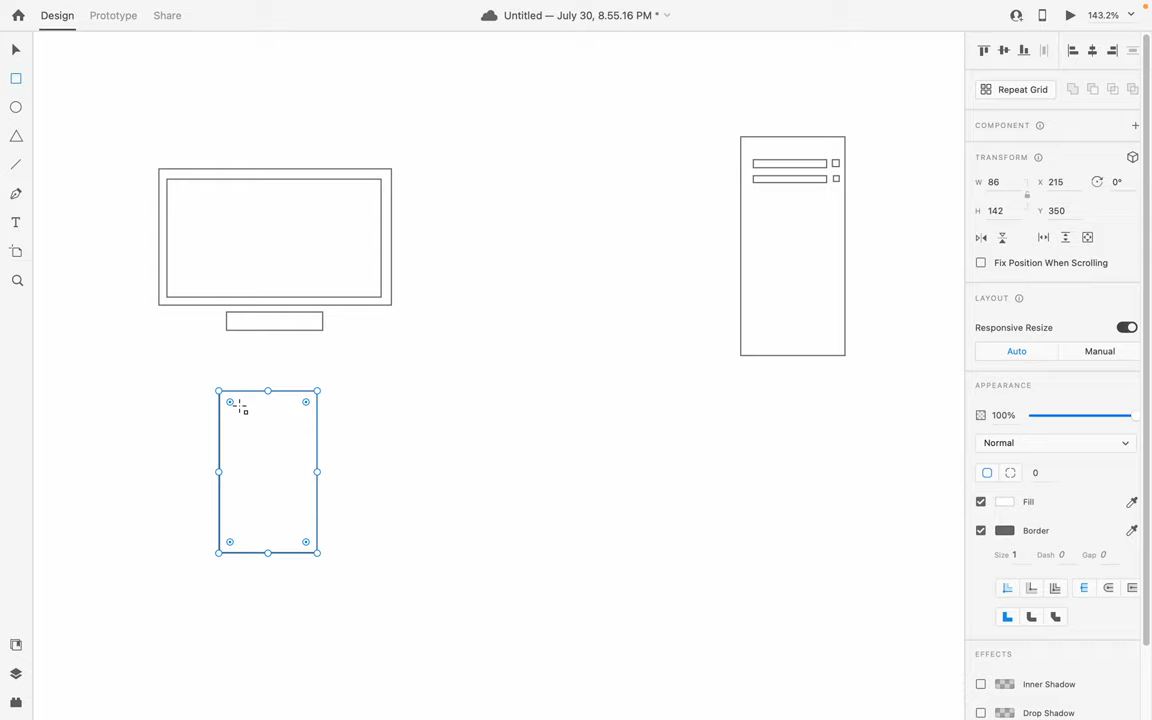 Design Prototype Share Untitled — July 30, 8.55.16 PM * 143.2%
Repeat Grid
COMPONENT
TRANSFORM
W 86 X 215 0°
H 142 Y 350
Fix Position When Scrolling
LAYOUT
Responsive Resize
Auto Manual
APPEARANCE
100%
Normal
0
Fill
Border
Size 1 Dash 0 Gap 0
EFFECTS
Inner Shadow
Drop Shadow